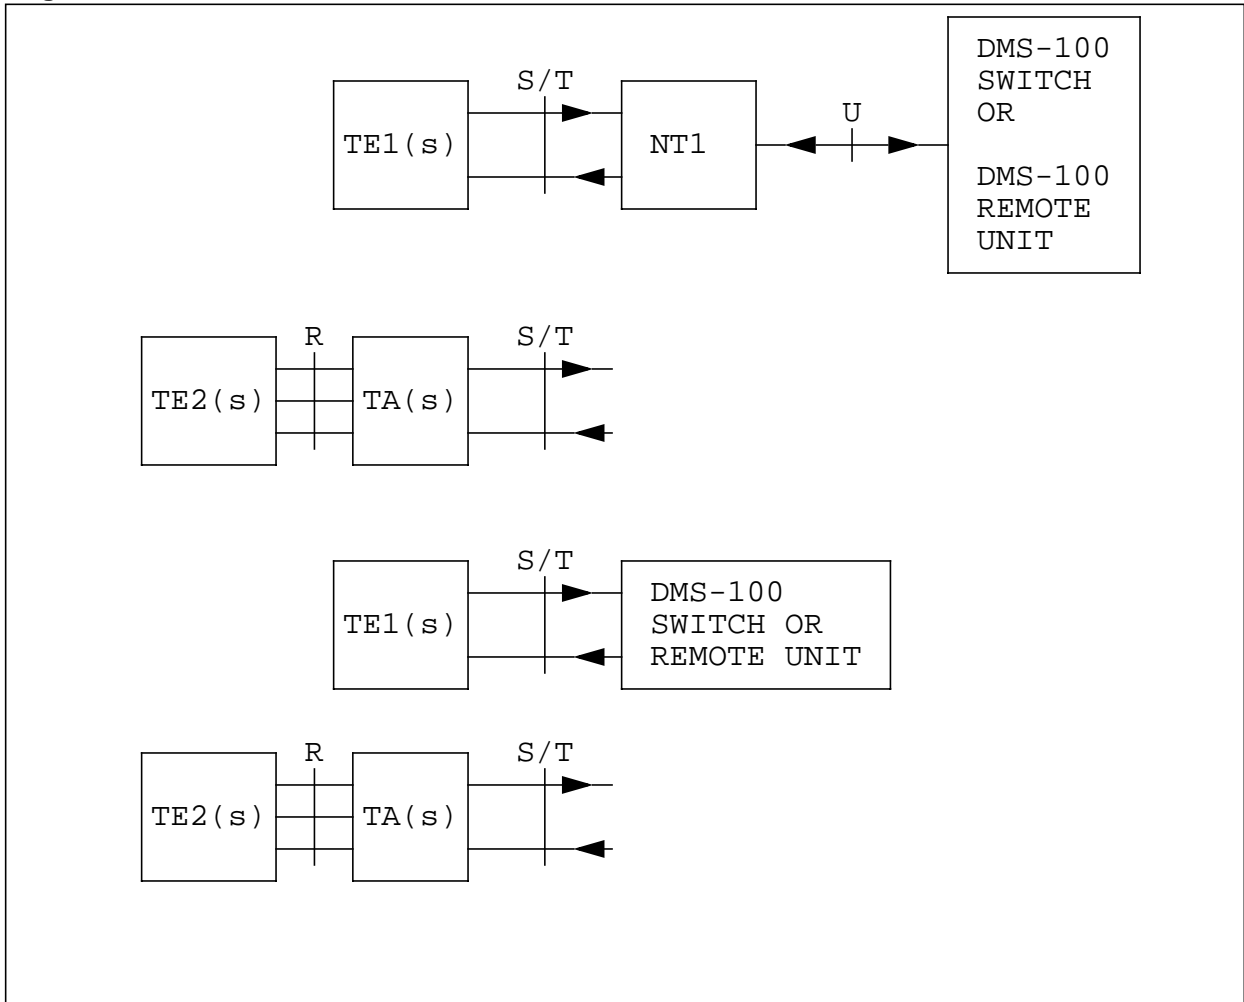 DMS-100
SWITCH
OR
DMS-100
REMOTE
UNIT
S/T
U
TE1(s)
NT1
R
S/T
TE2(s)
TA(s)
S/T
TE1(s)
DMS-100
SWITCH OR
REMOTE UNIT
R
S/T
TE2(s)
TA(s)